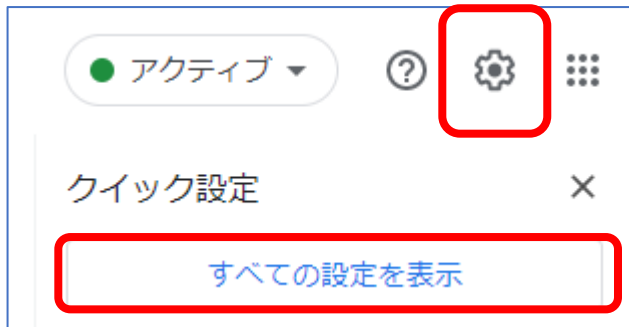 アクティブ
クイック設定
すべての設定を表示